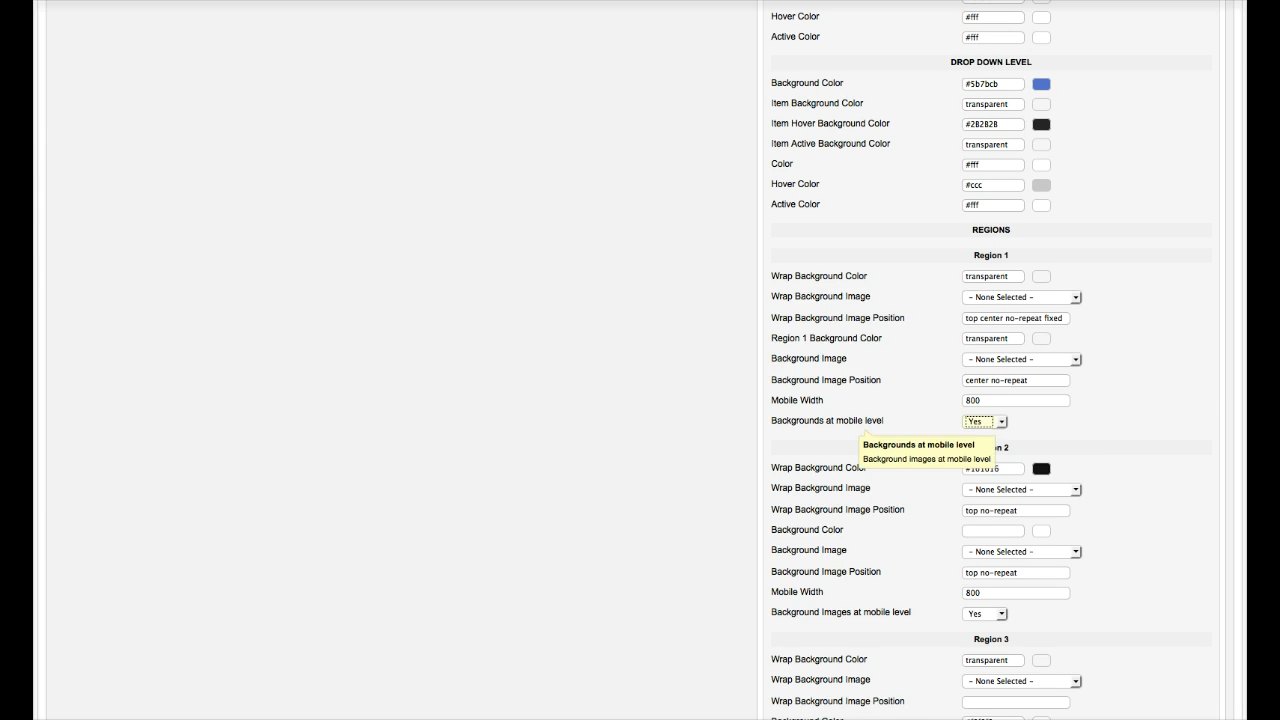 Hover Color #fff
Active Color #fff
DROP DOWN LEVEL
Background Color #5b7bcb
Item Background Color transparent
Item Hover Background Color #2B2B2B
Item Active Background Color transparent
Color #fff
Hover Color #ccc
Active Color #fff
REGIONS
Region 1
Wrap Background Color transparent
Wrap Background Image - None Selected -
Wrap Background Image Position top center no-repeat fixed
Region 1 Background Color transparent
Background Image - None Selected -
Background Image Position center no-repeat
Mobile Width 800
Backgrounds at mobile level Yes
Backgrounds at mobile level
Background images at mobile level
2
Wrap Background Color
Wrap Background Image - None Selected -
Wrap Background Image Position top no-repeat
Background Color
Background Image - None Selected -
Background Image Position top no-repeat
Mobile Width 800
Background Images at mobile level Yes
Region 3
Wrap Background Color transparent
Wrap Background Image - None Selected -
Wrap Background Image Position